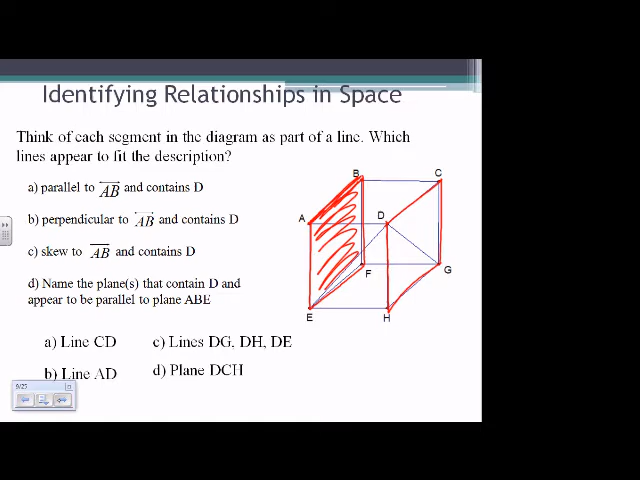 Identifying Relationships in Space
Think of each segment in the diagram as part of a line. Which
lines appear to fit the description?
a) parallel to AB and contains D
b) perpendicular to AB and contains D
c) skew to AB and contains D
d) Name the plane(s) that contain D and
appear to be parallel to plane ABE
B
C
A
D
F
G
E
H
a) Line CD
c) Lines DG, DH, DE
b) Line AD
d) Plane DCH
9/25